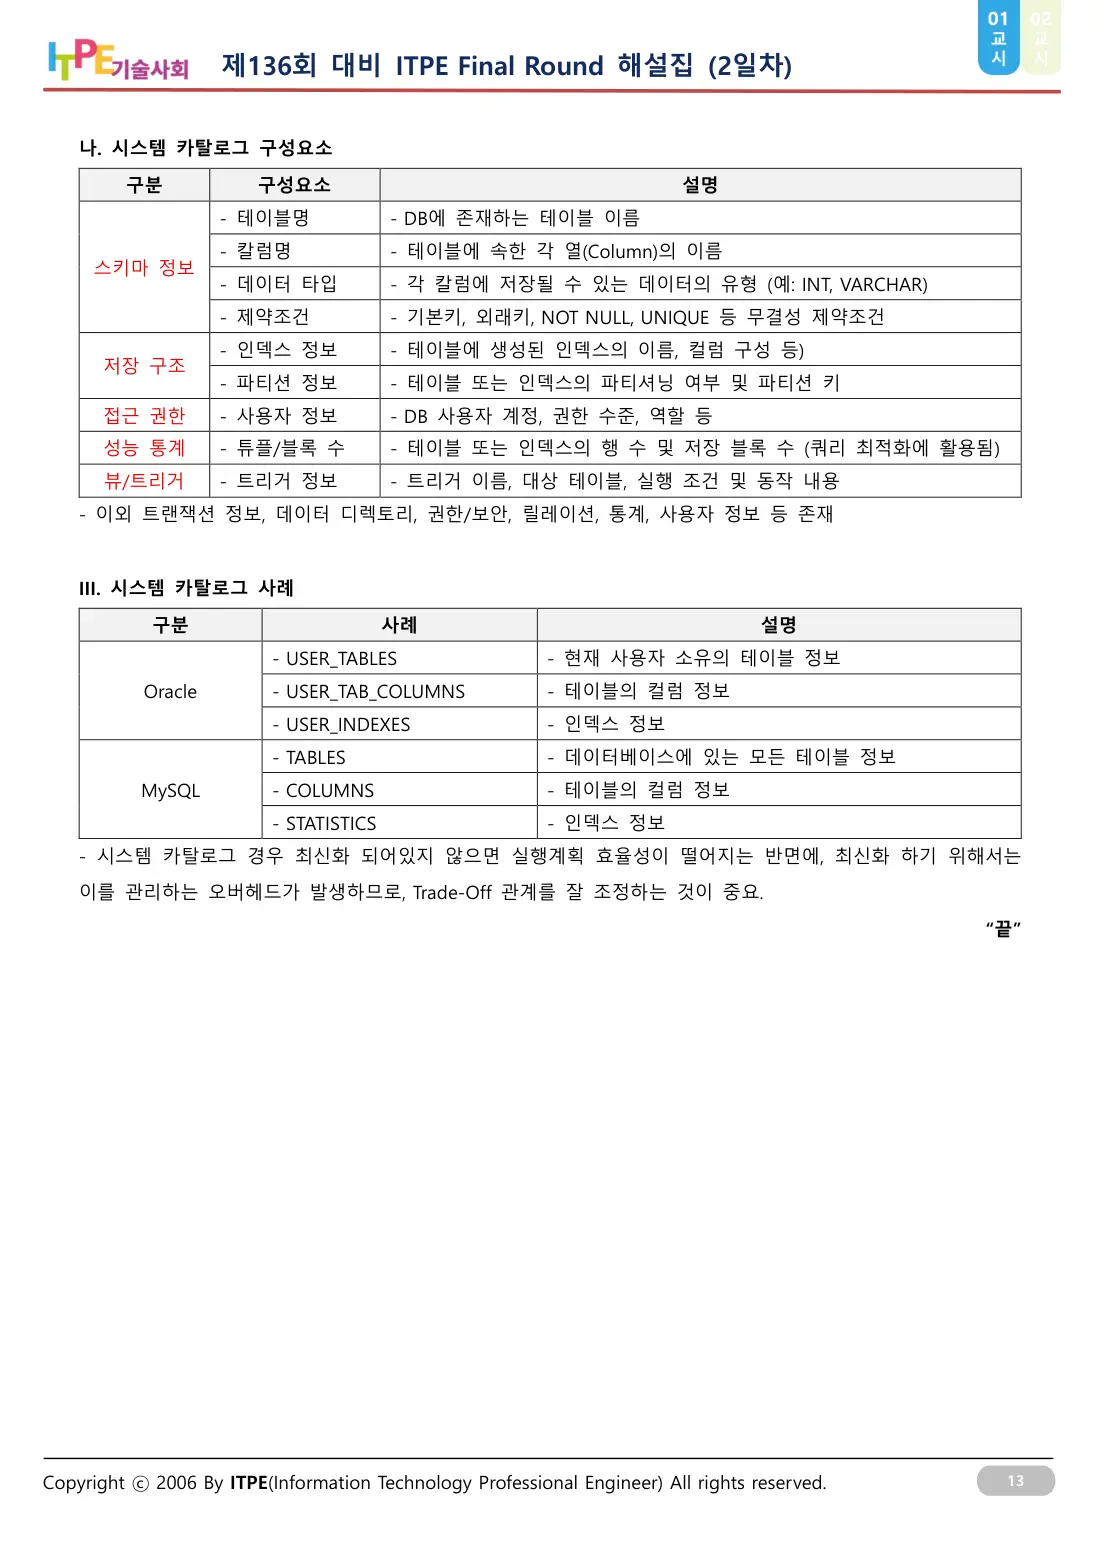 ITPE기술사회 제136회 대비 ITPE Final Round 해설집 (2일차)
01 교 시
02 교 시
나. 시스템 카탈로그 구성요소
구분 구성요소 설명
스키마 정보 - 테이블명 - DB에 존재하는 테이블 이름
- 칼럼명 - 테이블에 속한 각 열(Column)의 이름
- 데이터 타입 - 각 칼럼에 저장될 수 있는 데이터의 유형 (예: INT, VARCHAR)
- 제약조건 - 기본키, 외래키, NOT NULL, UNIQUE 등 무결성 제약조건
저장 구조 - 인덱스 정보 - 테이블에 생성된 인덱스의 이름, 컬럼 구성 등)
- 파티션 정보 - 테이블 또는 인덱스의 파티셔닝 여부 및 파티션 키
접근 권한 - 사용자 정보 - DB 사용자 계정, 권한 수준, 역할 등
성능 통계 - 튜플/블록 수 - 테이블 또는 인덱스의 행 수 및 저장 블록 수 (쿼리 최적화에 활용됨)
뷰/트리거 - 트리거 정보 - 트리거 이름, 대상 테이블, 실행 조건 및 동작 내용
- 이외 트랜잭션 정보, 데이터 디렉토리, 권한/보안, 릴레이션, 통계, 사용자 정보 등 존재
III. 시스템 카탈로그 사례
구분 사례 설명
Oracle - USER_TABLES - 현재 사용자 소유의 테이블 정보
- USER_TAB_COLUMNS - 테이블의 컬럼 정보
- USER_INDEXES - 인덱스 정보
MySQL - TABLES - 데이터베이스에 있는 모든 테이블 정보
- COLUMNS - 테이블의 컬럼 정보
- STATISTICS - 인덱스 정보
- 시스템 카탈로그 경우 최신화 되어있지 않으면 실행계획 효율성이 떨어지는 반면에, 최신화 하기 위해서는
이를 관리하는 오버헤드가 발생하므로, Trade-Off 관계를 잘 조정하는 것이 중요.
“끝”
Copyright ⓒ 2006 By ITPE(Information Technology Professional Engineer) All rights reserved. 13